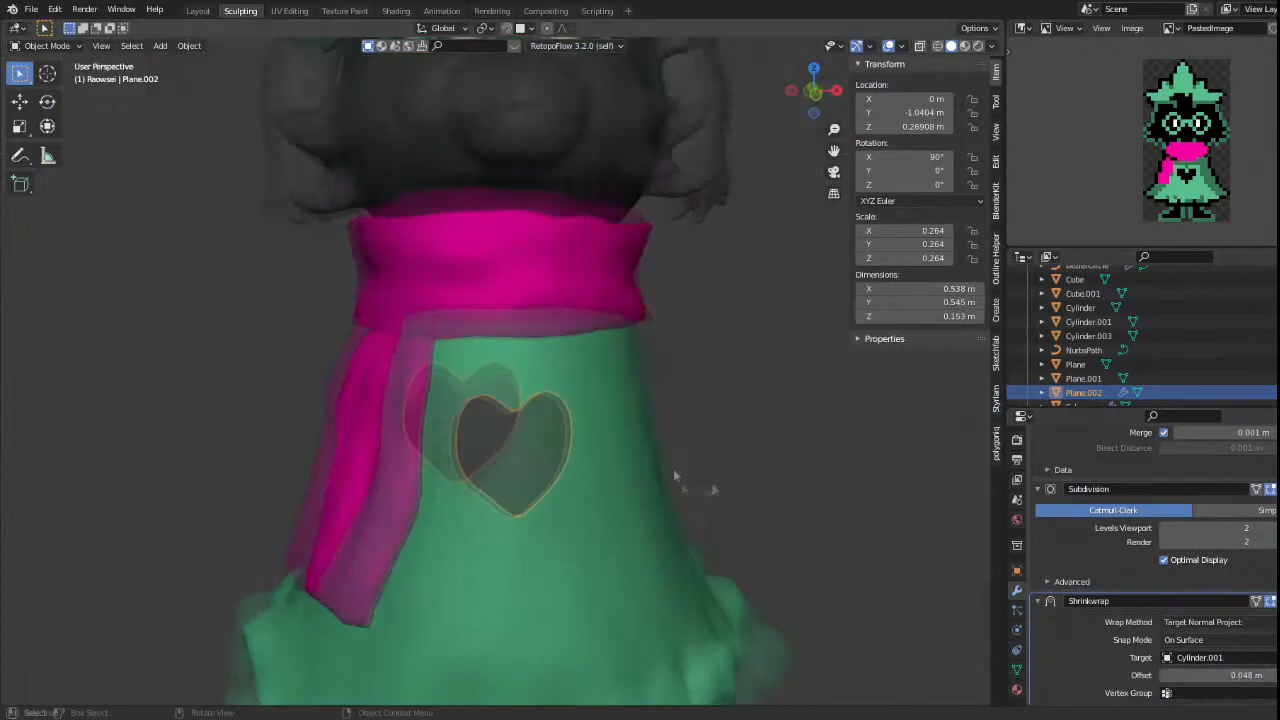 File Edit Render Window Help Layout Sculpting UV Editing Texture Paint Shading Animation Rendering Compositing Scripting + Scene
Global Options View Image PastedImage
Object Mode View Select Add Object RetopoFlow 3.2.0 (self)
User Perspective
(1) | Plane.002
Z
X
Transform
Location:
X 0 m
Y -1.0404 m
Z 0.26908 m
Rotation:
X 90°
Y 0°
Z 0°
XYZ Euler
Scale:
X 0.264
Y 0.264
Z 0.264
Dimensions:
X 0.538 m
Y 0.545 m
Z 0.153 m
Properties
Item
Tool
View
Edit
BlenderKit
Outline Helper
Create
Sketchfab
polygoniq
Cube
Cube.001
Cylinder
Cylinder.001
Cylinder.003
NurbsPath
Plane
Plane.001
Plane.002
Merge 0.001 m
Bisect Distance 0.001 m
Data
Subdivision
Catmull-Clark
Levels Viewport 2
Render 2
Optimal Display
Advanced
Shrinkwrap
Wrap Method Target Normal Project
Snap Mode On Surface
Target Cylinder.001
Offset 0.048 m
Vertex Group
Box Select Rotate View Object Context Menu